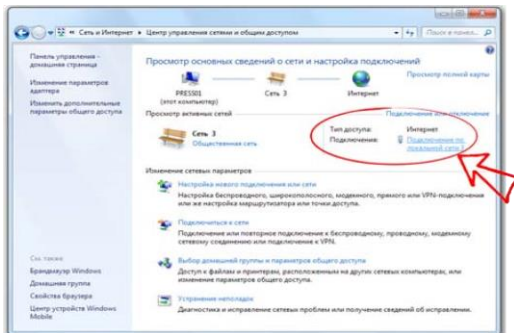 Сеть и Интернет ▸ Центр управления сетями и общим доступом
Поиск в панел...
Панель управления -
домашняя страница
Изменение параметров
адаптера
Изменить дополнительные
параметры общего доступа
Просмотр основных сведений о сети и настройка подключений
Просмотр полной карты
PRESS01
(этот компьютер)
Сеть 3
Интернет
Просмотр активных сетей
Подключение или отключение
Сеть 3
Общественная сеть
Тип доступа: Интернет
Подключение: Подключение по
локальной сети
Изменение сетевых параметров
Настройка нового подключения или сети
Настройка беспроводного, широкополосного, модемного, прямого или VPN-подключения
или же настройка маршрутизатора или точки доступа.
Подключиться к сети
Подключение или повторное подключение к беспроводному, проводному, модемному
сетевому соединению или подключение к VPN.
Выбор домашней группы и параметров общего доступа
Доступ к файлам и принтерам, расположенным на других сетевых компьютерах, или
изменение параметров общего доступа.
Устранение неполадок
Диагностика и исправление сетевых проблем или получение сведений об исправлении.
См. также
Брандмауэр Windows
Домашняя группа
Свойства браузера
Центр устройств Windows
Mobile